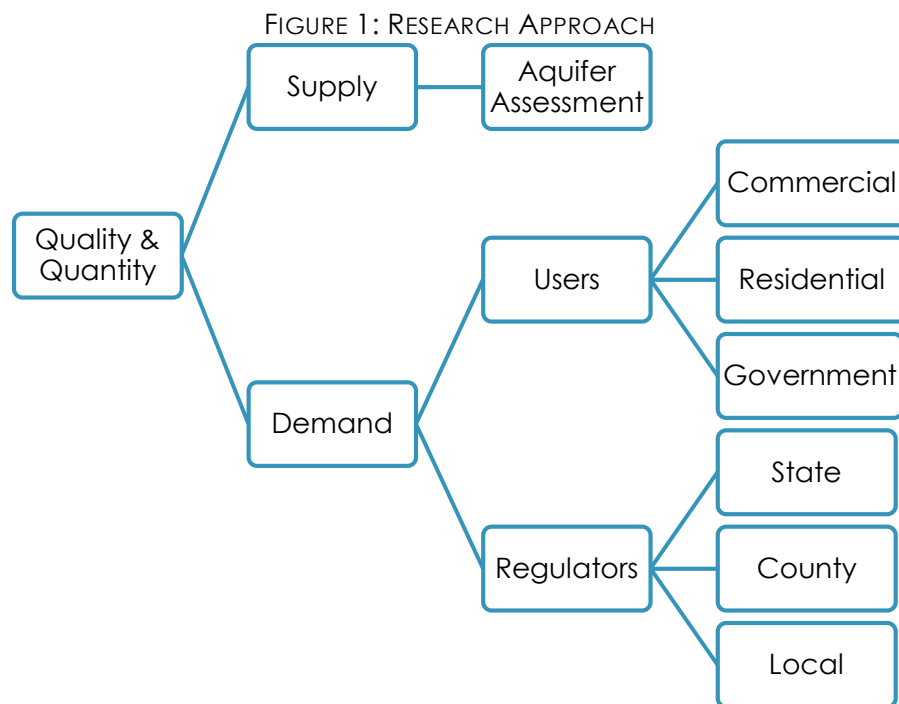 FIGURE 1: RESEARCH APPROACH
Supply
Aquifer
Assessment
Commercial
Quality &
Quantity
Users
Residential
Government
Demand
State
Regulators
County
Local